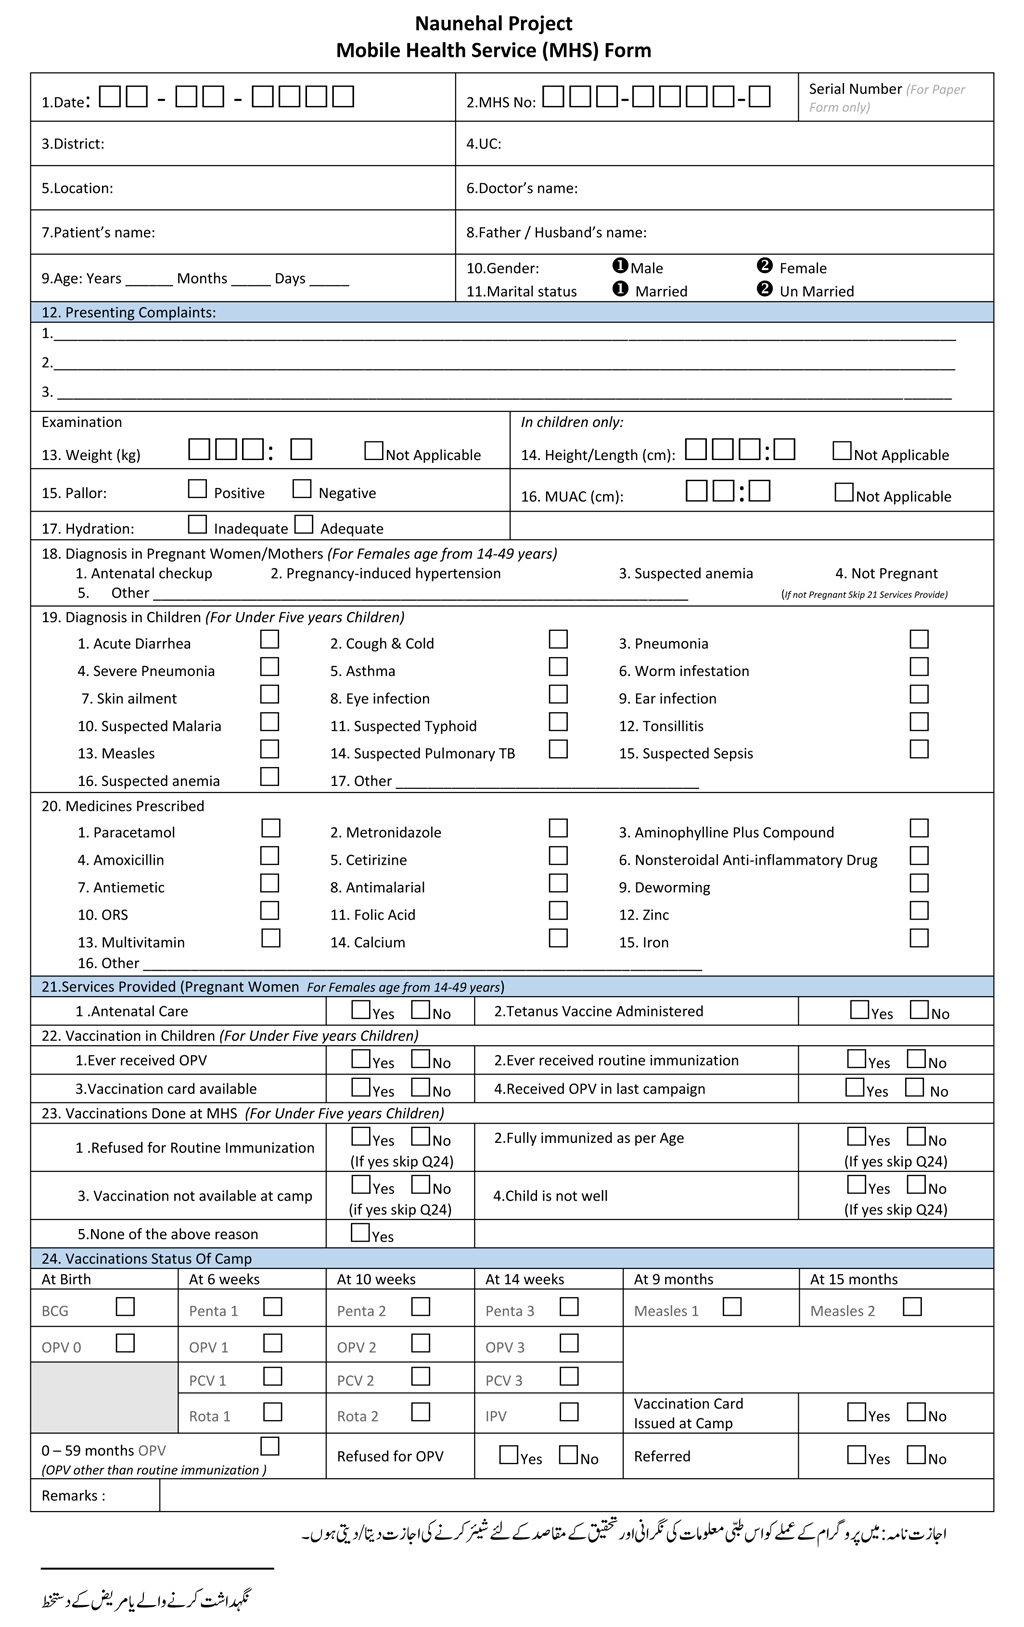 Naunehal Project
Mobile Health Service (MHS) Form
1.Date: - -
2.MHS No: - -
Serial Number (For Paper
Form only)
3.District:
4.UC:
5.Location:
6.Doctor's name:
7.Patient's name:
8.Father / Husband's name:
9.Age: Years ______ Months _____ Days _____
10.Gender: ❶Male ❷ Female
11.Marital status ❶ Married ❷ Un Married
12. Presenting Complaints:
1.
2.
3.
Examination
In children only:
13. Weight (kg) : Not Applicable
14. Height/Length (cm): : Not Applicable
15. Pallor: Positive Negative
16. MUAC (cm): : Not Applicable
17. Hydration: Inadequate Adequate
18. Diagnosis in Pregnant Women/Mothers (For Females age from 14-49 years)
1. Antenatal checkup 2. Pregnancy-induced hypertension 3. Suspected anemia 4. Not Pregnant
5. Other (If not Pregnant Skip 21 Services Provide)
19. Diagnosis in Children (For Under Five years Children)
1. Acute Diarrhea 2. Cough & Cold 3. Pneumonia
4. Severe Pneumonia 5. Asthma 6. Worm infestation
7. Skin ailment 8. Eye infection 9. Ear infection
10. Suspected Malaria 11. Suspected Typhoid 12. Tonsillitis
13. Measles 14. Suspected Pulmonary TB 15. Suspected Sepsis
16. Suspected anemia 17. Other
20. Medicines Prescribed
1. Paracetamol 2. Metronidazole 3. Aminophylline Plus Compound
4. Amoxicillin 5. Cetirizine 6. Nonsteroidal Anti-inflammatory Drug
7. Antiemetic 8. Antimalarial 9. Deworming
10. ORS 11. Folic Acid 12. Zinc
13. Multivitamin 14. Calcium 15. Iron
16. Other
21.Services Provided (Pregnant Women For Females age from 14-49 years)
1 .Antenatal Care Yes No 2.Tetanus Vaccine Administered Yes No
22. Vaccination in Children (For Under Five years Children)
1.Ever received OPV Yes No 2.Ever received routine immunization Yes No
3.Vaccination card available Yes No 4.Received OPV in last campaign Yes No
23. Vaccinations Done at MHS (For Under Five years Children)
1 .Refused for Routine Immunization Yes No (If yes skip Q24)
2.Fully immunized as per Age Yes No (If yes skip Q24)
3. Vaccination not available at camp Yes No (if yes skip Q24)
4.Child is not well Yes No (If yes skip Q24)
5.None of the above reason Yes
24. Vaccinations Status Of Camp
At Birth At 6 weeks At 10 weeks At 14 weeks At 9 months At 15 months
BCG Penta 1 Penta 2 Penta 3 Measles 1 Measles 2
OPV 0 OPV 1 OPV 2 OPV 3
PCV 1 PCV 2 PCV 3
Rota 1 Rota 2 IPV
Vaccination Card
Issued at Camp Yes No
0 – 59 months OPV
(OPV other than routine immunization )
Refused for OPV Yes No Referred Yes No
Remarks :
اجازت نامہ: میں پروگرام کے عملے کو اس طبّی معلومات کی نگرانی اور تحقیق کے مقاصد کے لئے شیئر کرنے کی اجازت دیتا/دیتی ہوں۔
نگہداشت کرنے والے یا مریض کے دستخط